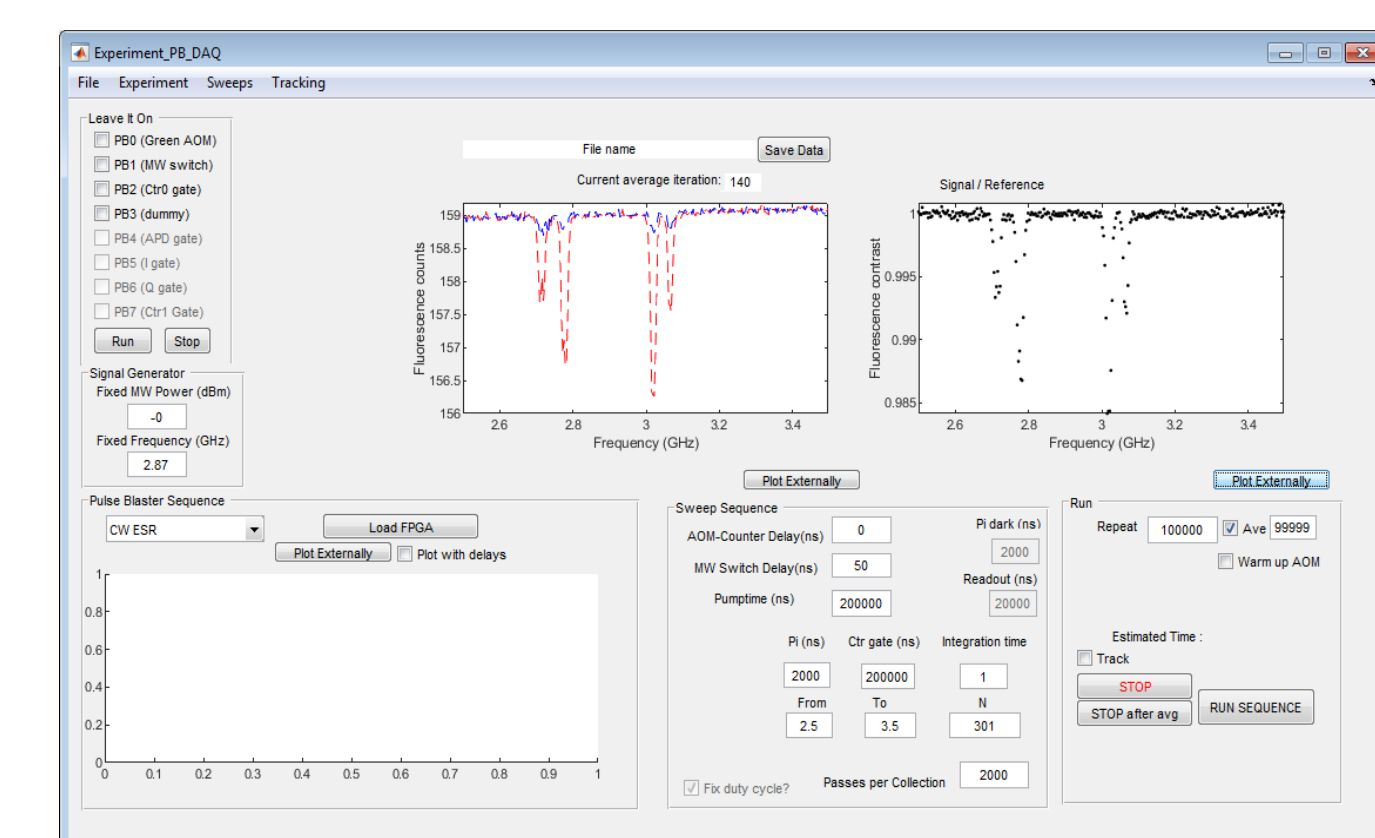 Experiment_PB_DAQ
File Experiment Sweeps Tracking
Leave It On
PB0 (Green AOM)
PB1 (MW switch)
PB2 (Ctr0 gate)
PB3 (dummy)
PB4 (APD gate)
PB5 (I gate)
PB6 (Q gate)
PB7 (Ctr1 Gate)
Run Stop
Signal Generator
Fixed MW Power (dBm)
-0
Fixed Frequency (GHz)
2.87
File name Save Data
Current average iteration: 140
159
158.5
158
157.5
157
156.5
156
Fluorescence counts
2.6 2.8 3 3.2 3.4
Frequency (GHz)
Plot Externally
Signal / Reference
1
0.995
0.99
0.985
Fluorescence contrast
2.6 2.8 3 3.2 3.4
Frequency (GHz)
Plot Externally
Pulse Blaster Sequence
CW ESR Load FPGA
Plot Externally Plot with delays
1
0.8
0.6
0.4
0.2
0
0 0.1 0.2 0.3 0.4 0.5 0.6 0.7 0.8 0.9 1
Sweep Sequence
AOM-Counter Delay(ns) 0 Pi dark (ns)
2000
MW Switch Delay(ns) 50
Readout (ns)
Pumptime (ns) 200000 20000
Pi (ns) Ctr gate (ns) Integration time
2000 200000 1
From To N
2.5 3.5 301
Fix duty cycle? Passes per Collection 2000
Run
Repeat 100000 Ave 99999
Warm up AOM
Estimated Time :
Track
STOP
STOP after avg RUN SEQUENCE